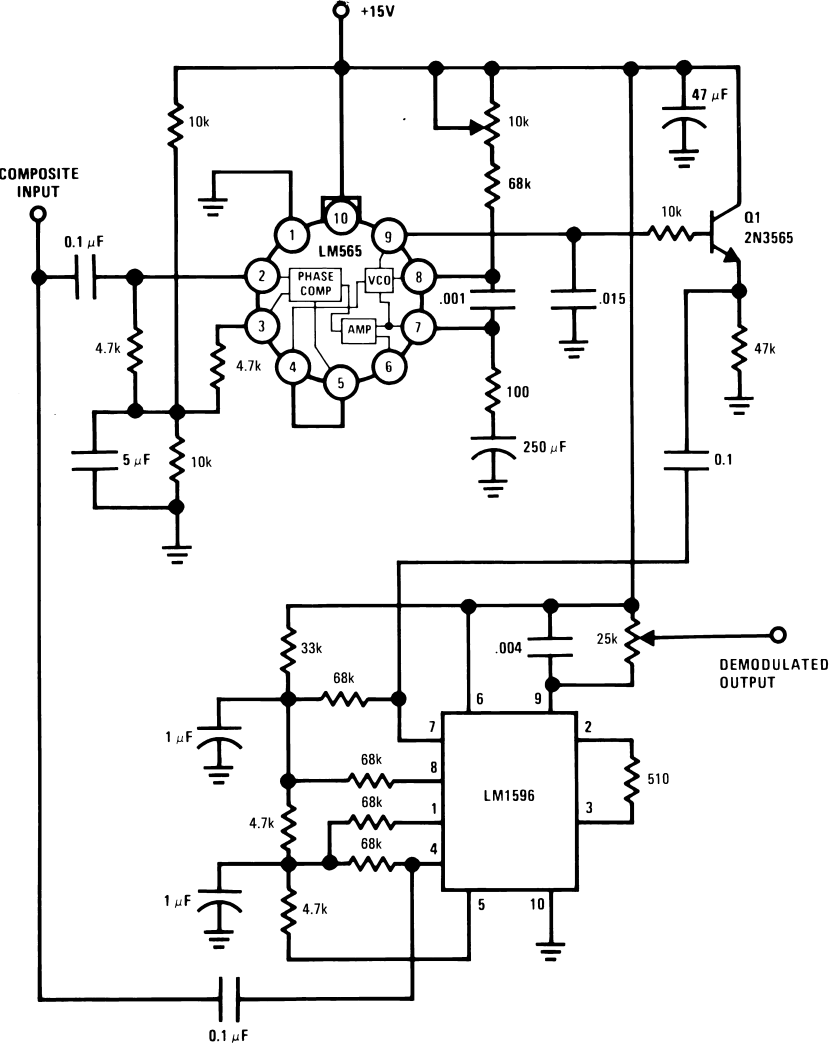 +15V
47 μF
10k
10k
COMPOSITE
INPUT
68k
0.1 μF
1
10
9
LM565
10k
Q1
2N3565
2
PHASE
COMP
VCO
8
.001
.015
3
AMP
7
4.7k
4.7k
4
5
6
47k
100
5 μF
10k
250 μF
0.1
33k
.004
25k
68k
DEMODULATED
OUTPUT
1 μF
6
9
7
2
68k
8
LM1596
510
68k
1
3
4.7k
68k
4
1 μF
4.7k
5
10
0.1 μF